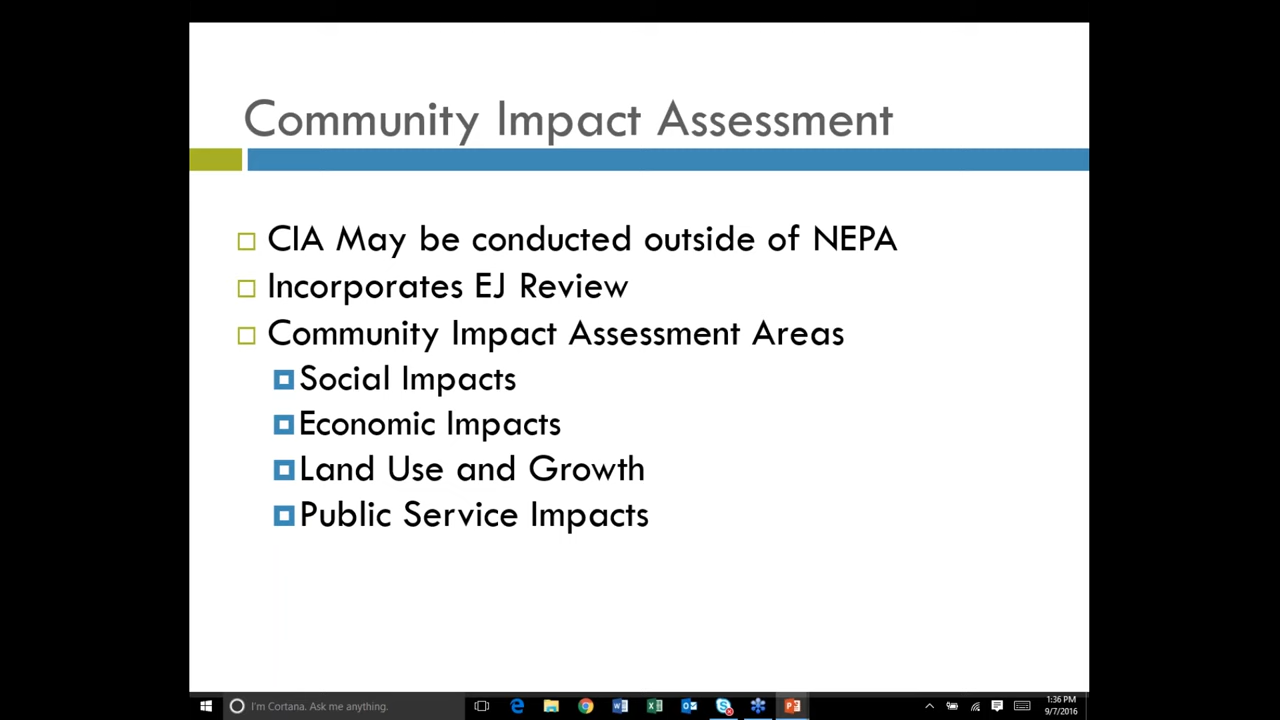 Community Impact Assessment
CIA May be conducted outside of NEPA
Incorporates EJ Review
Community Impact Assessment Areas
Social Impacts
Economic Impacts
Land Use and Growth
Public Service Impacts
I'm Cortana. Ask me anything.
1:36 PM
9/7/2016